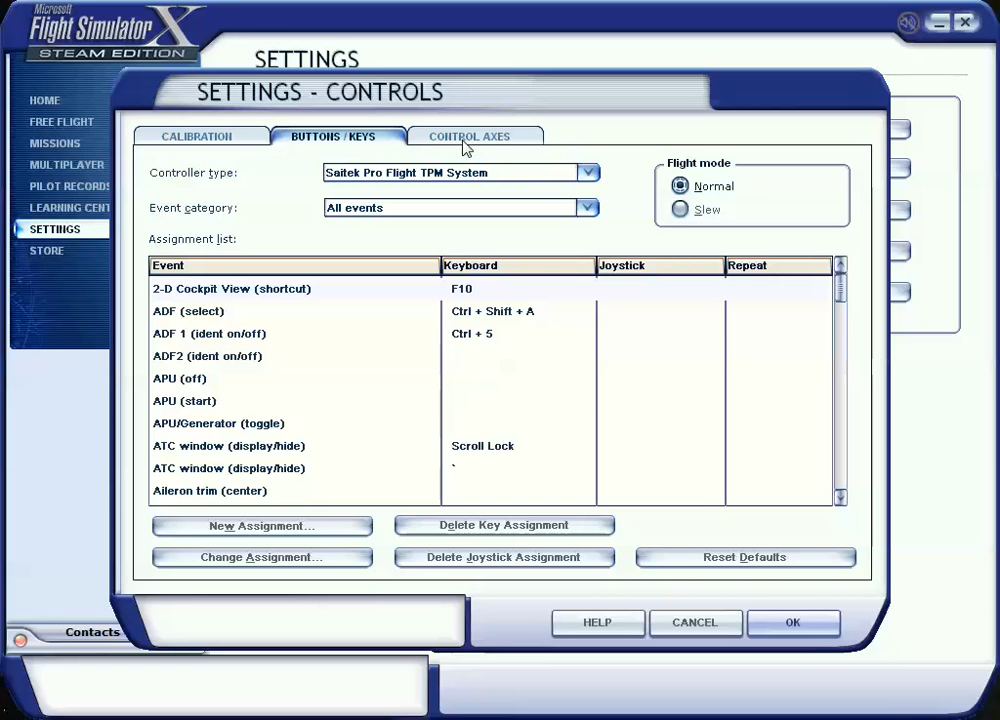 Microsoft
Flight Simulator X
STEAM EDITION
SETTINGS
SETTINGS - CONTROLS
HOME
FREE FLIGHT
MISSIONS
MULTIPLAYER
PILOT RECORDS
LEARNING CENT
SETTINGS
STORE
CALIBRATION
BUTTONS / KEYS
CONTROL AXES
Controller type:
Saitek Pro Flight TPM System
Event category:
All events
Flight mode
Normal
Slew
Assignment list:
Event Keyboard Joystick Repeat
2-D Cockpit View (shortcut) F10
ADF (select) Ctrl + Shift + A
ADF 1 (ident on/off) Ctrl + 5
ADF2 (ident on/off)
APU (off)
APU (start)
APU/Generator (toggle)
ATC window (display/hide) Scroll Lock
ATC window (display/hide) `
Aileron trim (center)
New Assignment...
Delete Key Assignment
Change Assignment...
Delete Joystick Assignment
Reset Defaults
HELP
CANCEL
OK
Contacts